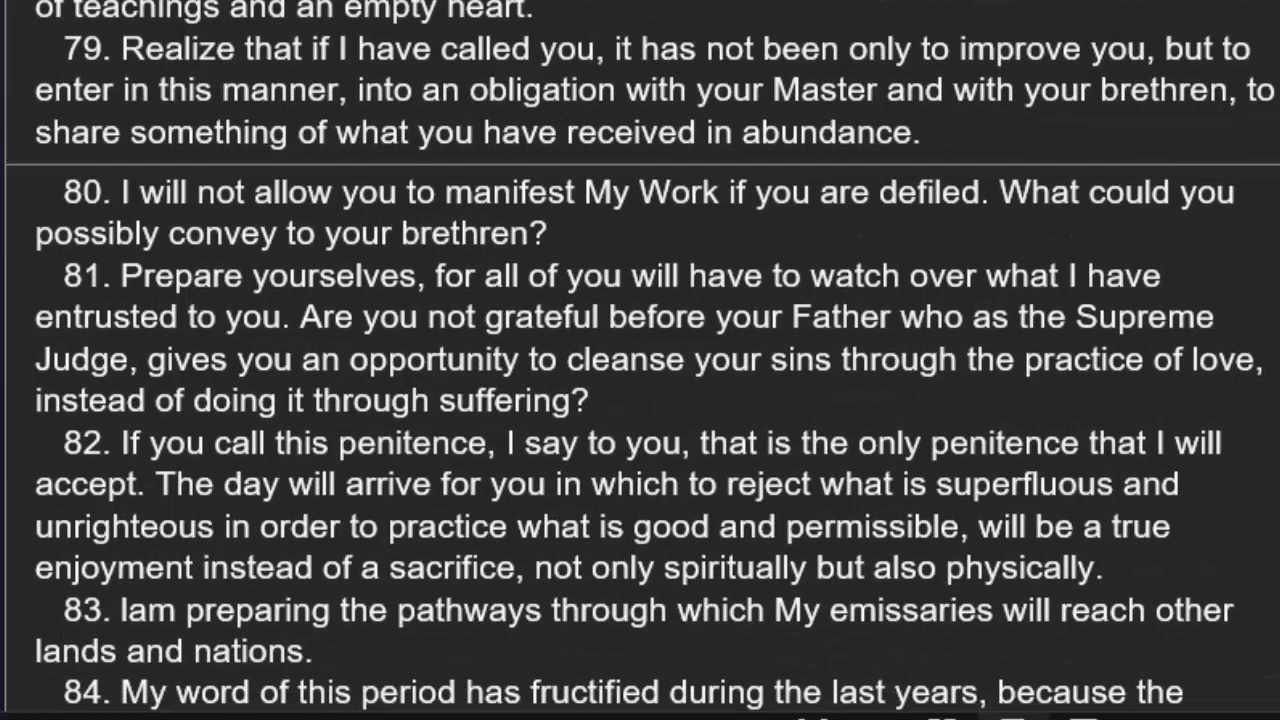 of teachings and an empty heart.
79. Realize that if I have called you, it has not been only to improve you, but to
enter in this manner, into an obligation with your Master and with your brethren, to
share something of what you have received in abundance.
80. I will not allow you to manifest My Work if you are defiled. What could you
possibly convey to your brethren?
81. Prepare yourselves, for all of you will have to watch over what I have
entrusted to you. Are you not grateful before your Father who as the Supreme
Judge, gives you an opportunity to cleanse your sins through the practice of love,
instead of doing it through suffering?
82. If you call this penitence, I say to you, that is the only penitence that I will
accept. The day will arrive for you in which to reject what is superfluous and
unrighteous in order to practice what is good and permissible, will be a true
enjoyment instead of a sacrifice, not only spiritually but also physically.
83. Iam preparing the pathways through which My emissaries will reach other
lands and nations.
84. My word of this period has fructified during the last years, because the